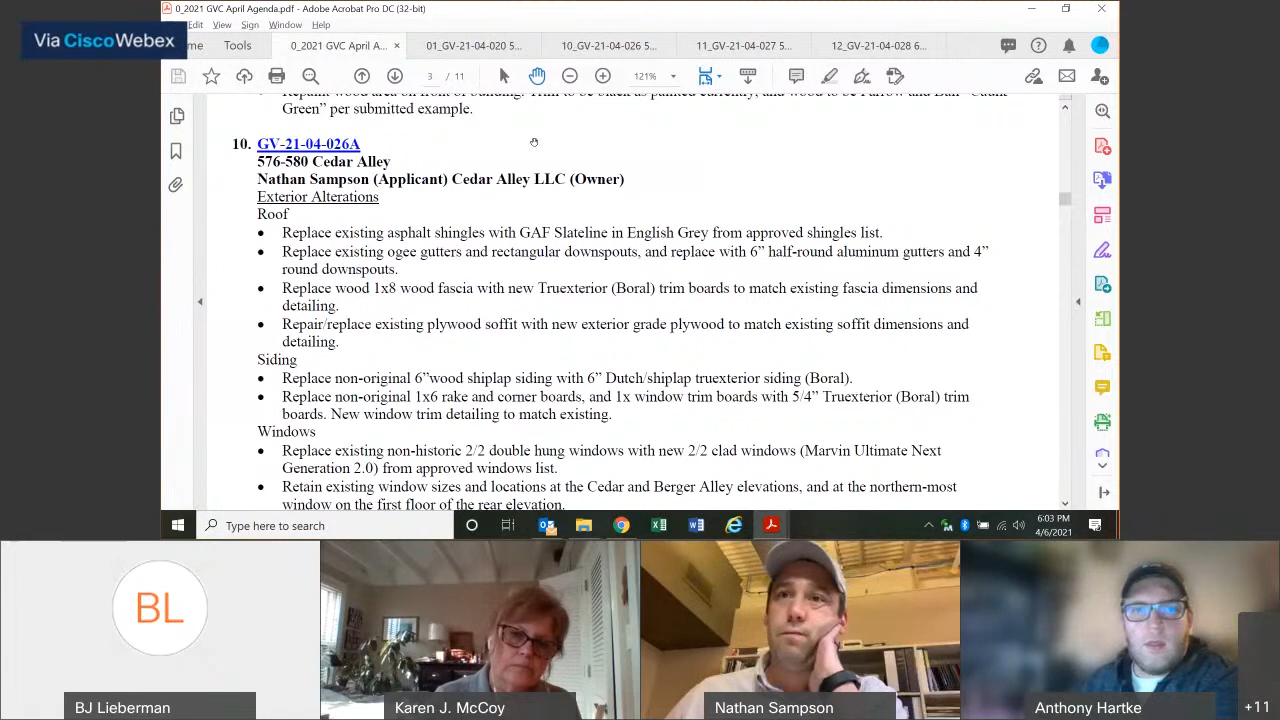 0_2021 GVC April Agenda.pdf - Adobe Acrobat Pro DC (32-bit)
Edit View Sign Window Help
Via Cisco Webex
Tools
0_2021 GVC April A... ×
01_GV-21-04-020 5...
10_GV-21-04-026 5...
11_GV-21-04-027 5...
12_GV-21-04-028 6...
3 / 11
121%
Green” per submitted example.
10. GV-21-04-026A
576-580 Cedar Alley
Nathan Sampson (Applicant) Cedar Alley LLC (Owner)
Exterior Alterations
Roof
• Replace existing asphalt shingles with GAF Slateline in English Grey from approved shingles list.
• Replace existing ogee gutters and rectangular downspouts, and replace with 6” half-round aluminum gutters and 4”
round downspouts.
• Replace wood 1x8 wood fascia with new Truexterior (Boral) trim boards to match existing fascia dimensions and
detailing.
• Repair/replace existing plywood soffit with new exterior grade plywood to match existing soffit dimensions and
detailing.
Siding
• Replace non-original 6”wood shiplap siding with 6” Dutch/shiplap truexterior siding (Boral).
• Replace non-original 1x6 rake and corner boards, and 1x window trim boards with 5/4” Truexterior (Boral) trim
boards. New window trim detailing to match existing.
Windows
• Replace existing non-historic 2/2 double hung windows with new 2/2 clad windows (Marvin Ultimate Next
Generation 2.0) from approved windows list.
• Retain existing window sizes and locations at the Cedar and Berger Alley elevations, and at the northern-most
window on the first floor of the rear elevation.
Type here to search
6:03 PM
4/6/2021
BL
BJ Lieberman
Karen J. McCoy
Nathan Sampson
Anthony Hartke
+11